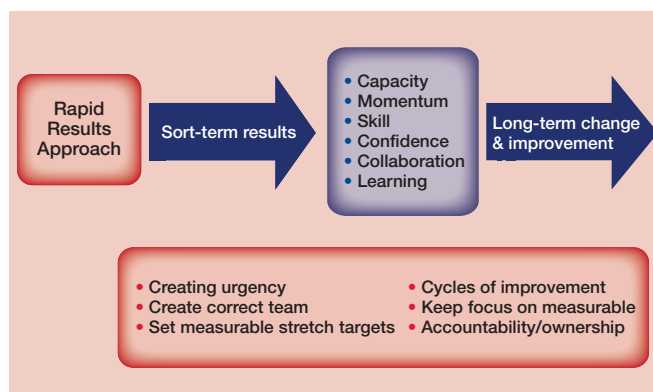 Rapid
Results
Approach
Sort-term results
• Capacity
• Momentum
• Skill
• Confidence
• Collaboration
• Learning
Long-term change
& improvement
• Creating urgency
• Create correct team
• Set measurable stretch targets
• Cycles of improvement
• Keep focus on measurable
• Accountability/ownership